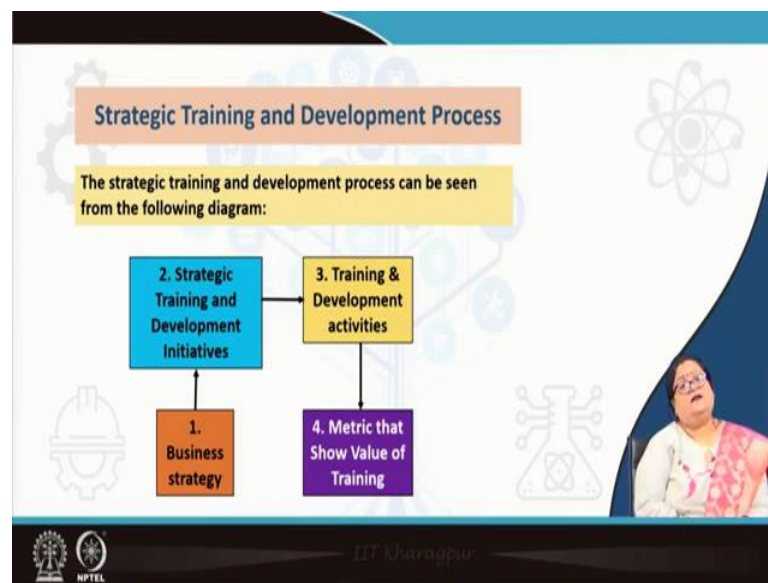 Strategic Training and Development Process
The strategic training and development process can be seen
from the following diagram:
2. Strategic
Training and
Development
Initiatives
3. Training &
Development
activities
1.
Business
strategy
4. Metric that
Show Value of
Training
NPTEL
IIT Kharagpur